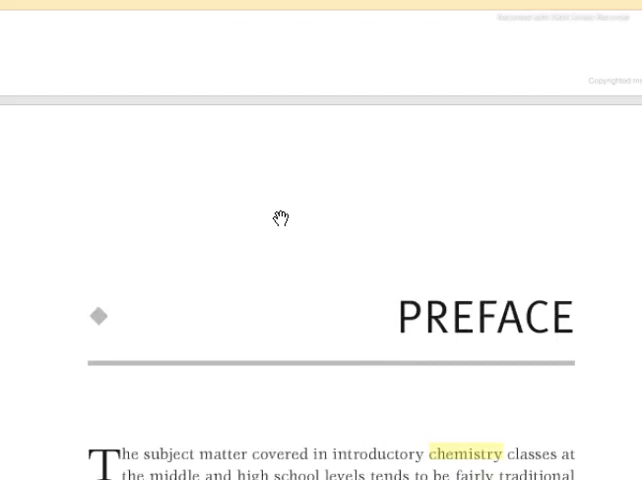 Copyrighted
PREFACE
The subject matter covered in introductory chemistry classes at
the middle and high school levels tends to be fairly traditional